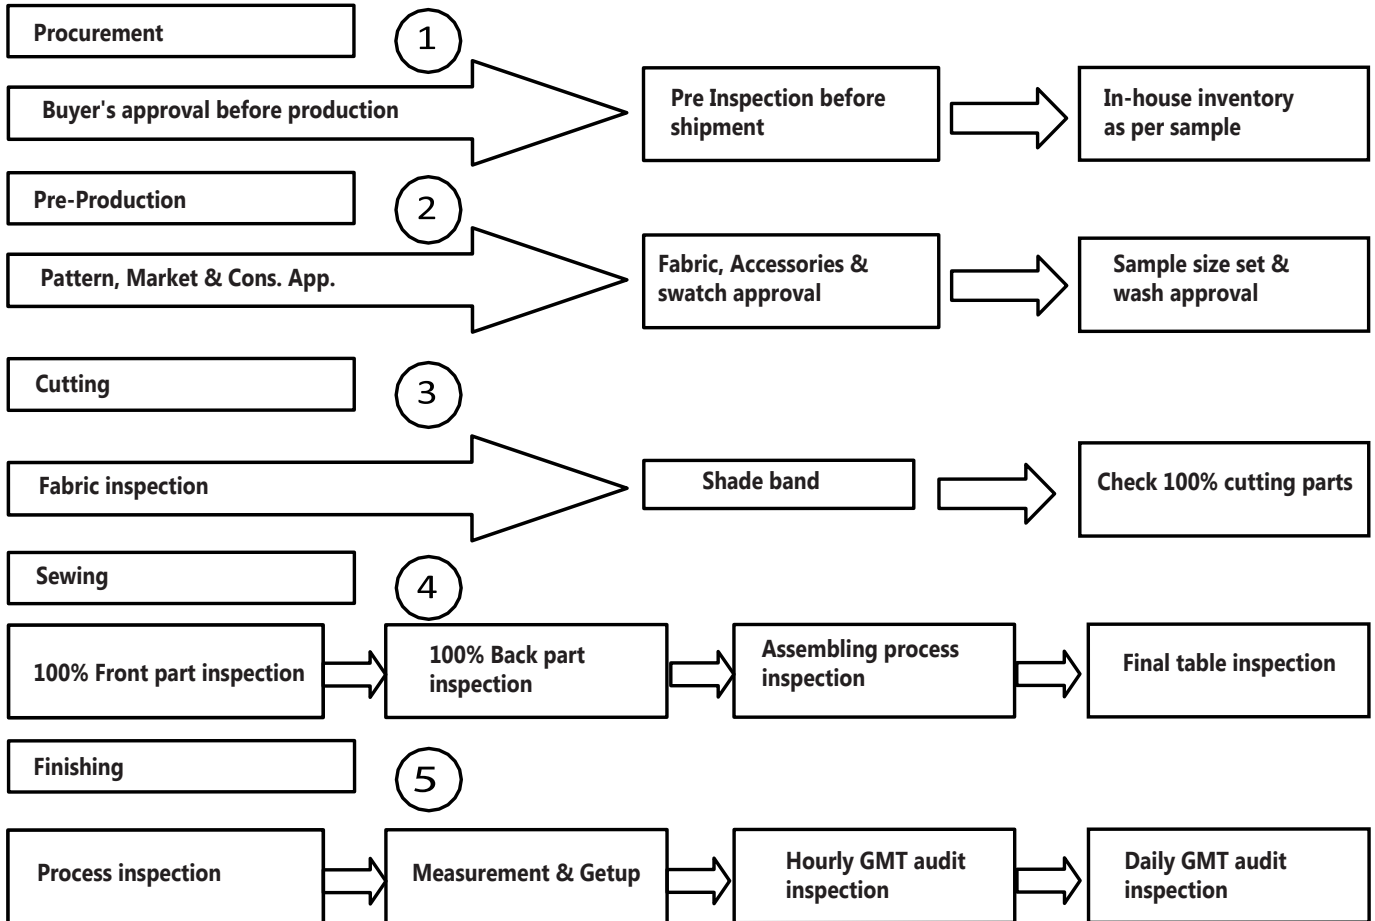 Procurement
1
Buyer's approval before production
Pre Inspection before
shipment
In-house inventory
as per sample
Pre-Production
2
Pattern, Market & Cons. App.
Fabric, Accessories &
swatch approval
Sample size set &
wash approval
Cutting
3
Fabric inspection
Shade band
Check 100% cutting parts
Sewing
4
100% Front part inspection
100% Back part
inspection
Assembling process
inspection
Final table inspection
Finishing
5
Process inspection
Measurement & Getup
Hourly GMT audit
inspection
Daily GMT audit
inspection